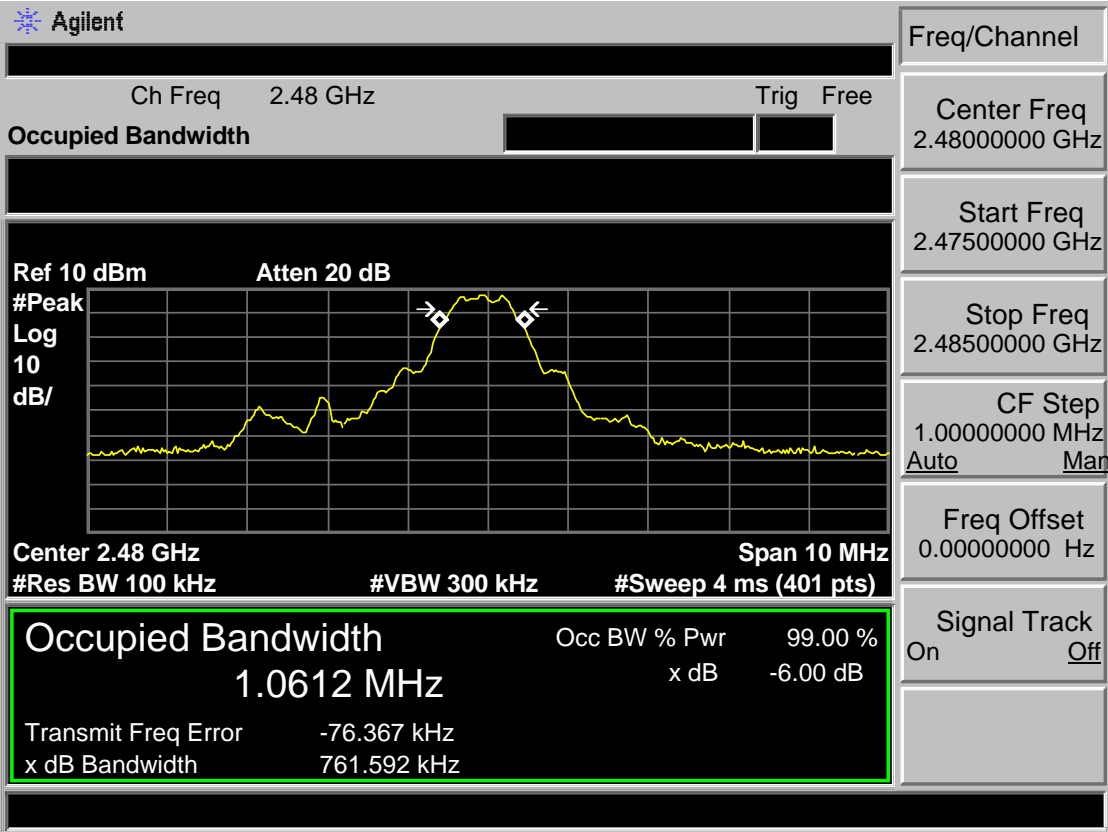 Agilent
Freq/Channel
Ch Freq 2.48 GHz Trig Free
Occupied Bandwidth
Center Freq
2.48000000 GHz
Start Freq
2.47500000 GHz
Stop Freq
2.48500000 GHz
CF Step
1.00000000 MHz
Auto Man
Freq Offset
0.00000000 Hz
Signal Track
On Off
Ref 10 dBm Atten 20 dB
#Peak
Log
10
dB/
Center 2.48 GHz Span 10 MHz
#Res BW 100 kHz #VBW 300 kHz #Sweep 4 ms (401 pts)
Occupied Bandwidth Occ BW % Pwr 99.00 %
1.0612 MHz x dB -6.00 dB
Transmit Freq Error -76.367 kHz
x dB Bandwidth 761.592 kHz